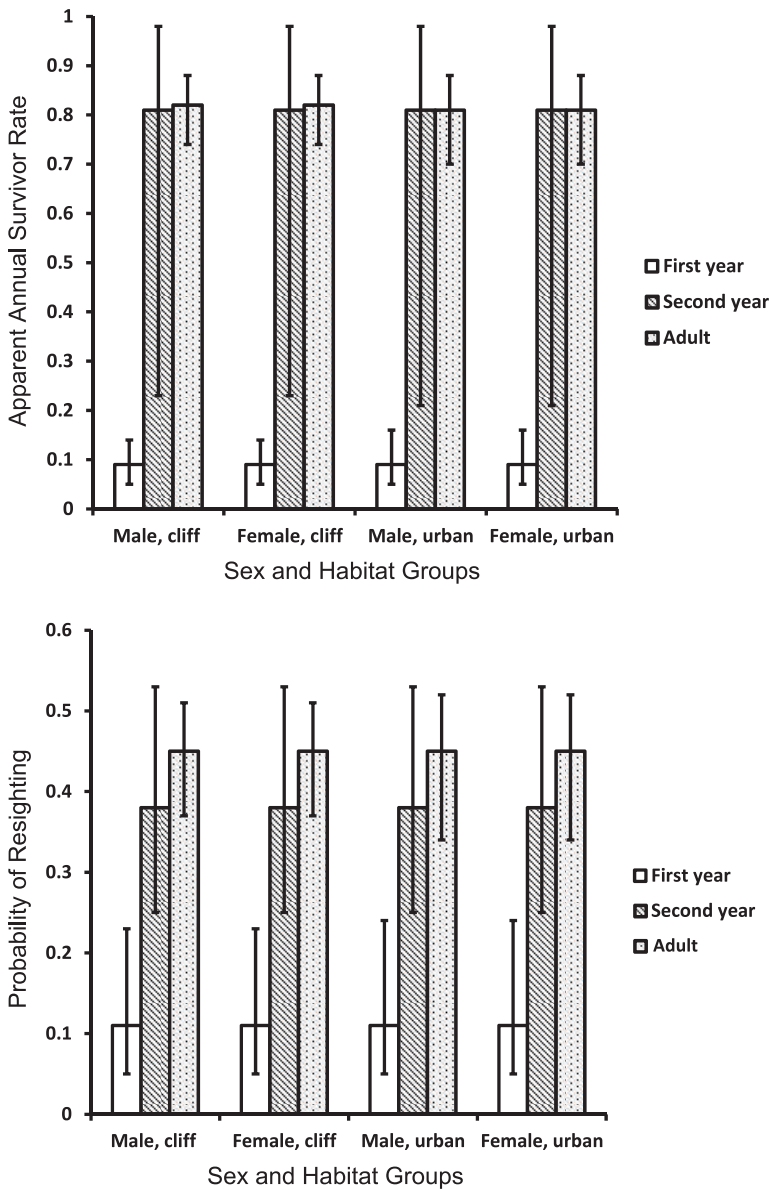 1
0.9
0.8
0.7
0.6
0.5
0.4
0.3
0.2
0.1
0
Apparent Annual Survivor Rate
Male, cliff Female, cliff Male, urban Female, urban
Sex and Habitat Groups
First year
Second year
Adult
0.6
0.5
0.4
0.3
0.2
0.1
0
Probability of Resighting
Male, cliff Female, cliff Male, urban Female, urban
Sex and Habitat Groups
First year
Second year
Adult